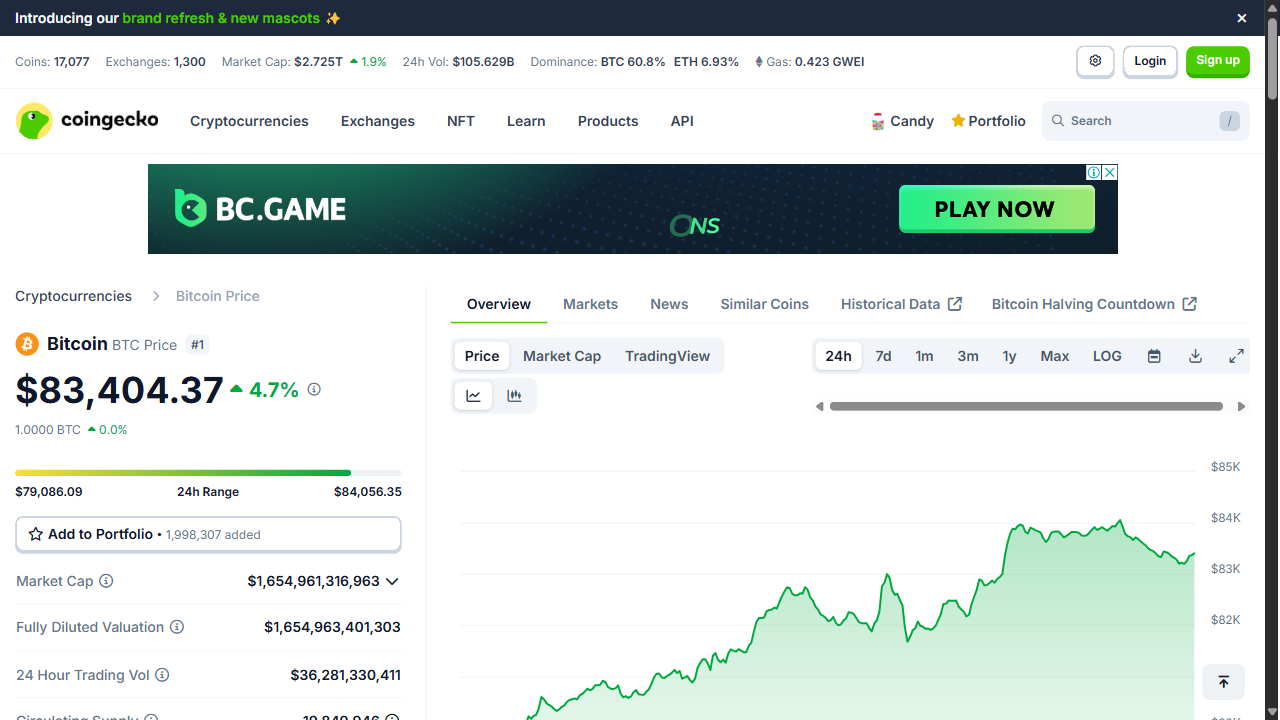 Introducing our brand refresh & new mascots ✨
Coins: 17,077 Exchanges: 1,300 Market Cap: $2.725T 1.9% 24h Vol: $105.629B Dominance: BTC 60.8% ETH 6.93% Gas: 0.423 GWEI
Login
Sign up
coingecko
Cryptocurrencies Exchanges NFT Learn Products API
Candy Portfolio
Search /
BC.GAME
ONS
PLAY NOW
Cryptocurrencies > Bitcoin Price
Bitcoin BTC Price #1
$83,404.37 4.7%
1.0000 BTC 0.0%
$79,086.09 24h Range $84,056.35
Add to Portfolio • 1,998,307 added
Market Cap $1,654,961,316,963
Fully Diluted Valuation $1,654,963,401,303
24 Hour Trading Vol $36,281,330,411
Overview Markets News Similar Coins Historical Data Bitcoin Halving Countdown
Price Market Cap TradingView
24h 7d 1m 3m 1y Max LOG
$85K
$84K
$83K
$82K